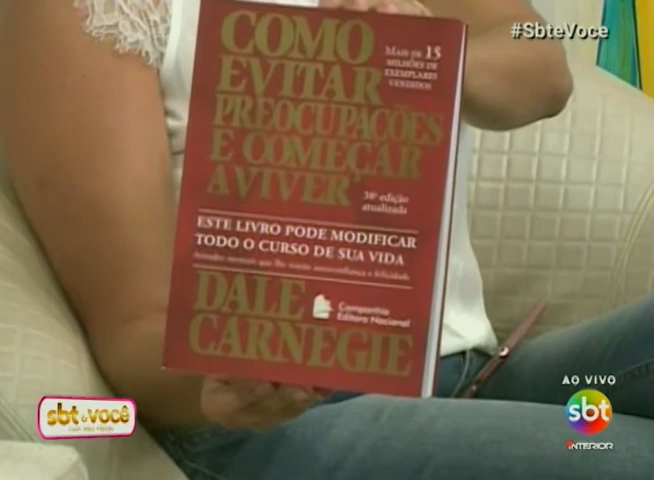 #SbteVoce
COMO
EVITAR
PREOCUPAÇÕES
E COMEÇAR
A VIVER
MAIS DE 15
MILHÕES DE
EXEMPLARES
VENDIDOS
38ª edição
atualizada
ESTE LIVRO PODE MODIFICAR
TODO O CURSO DE SUA VIDA
DALE
CARNEGIE
Companhia
Editora Nacional
sbt e VOCÊ
AO VIVO
sbt
INTERIOR